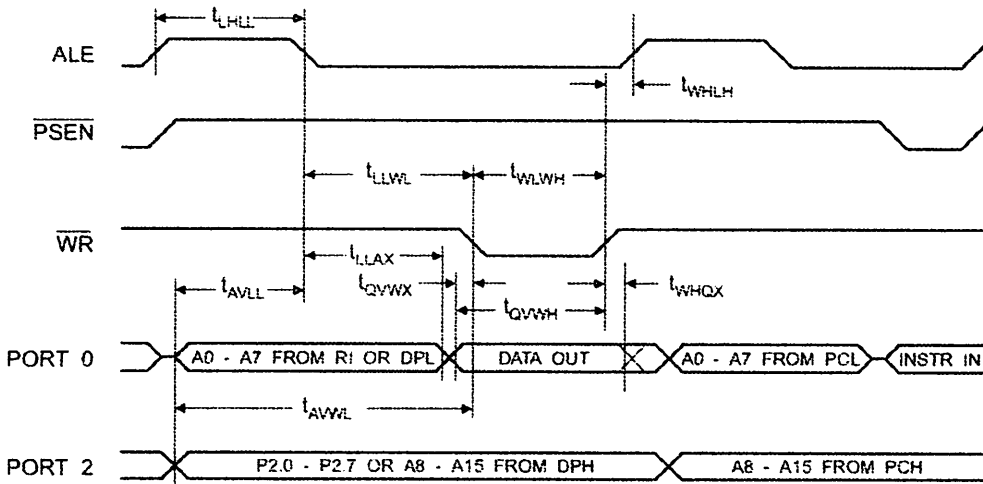 tLHLL
ALE
tWHLH
PSEN
tLLWL
tWLWH
WR
tLLAX
tAVLL
tQVWX
tWHQX
tQVWH
PORT 0
A0 - A7 FROM RI OR DPL
DATA OUT
A0 - A7 FROM PCL
INSTR IN
tAVWL
PORT 2
P2.0 - P2.7 OR A8 - A15 FROM DPH
A8 - A15 FROM PCH